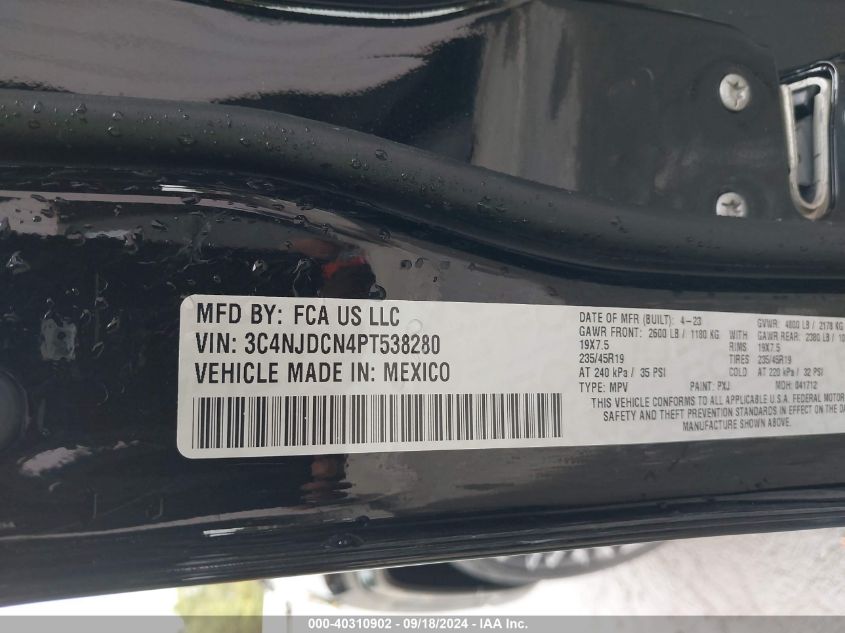 MFD BY: FCA US LLC
VIN: 3C4NJDCN4PT538280
VEHICLE MADE IN: MEXICO
DATE OF MFR (BUILT): 4-23 GVWR: 4800 LB / 2178 KG
GAWR FRONT: 2600 LB / 1180 KG WITH GAWR REAR: 2380 LB /
19X7.5 RIMS 19X7.5
235/45R19 TIRES 235/45R19
AT 240 kPa / 35 PSI COLD AT 220 kPa / 32 PSI
TYPE: MPV PAINT: PXJ MDH: 041712
THIS VEHICLE CONFORMS TO ALL APPLICABLE U.S.A. FEDERAL MOTOR
SAFETY AND THEFT PREVENTION STANDARDS IN EFFECT ON THE
MANUFACTURE SHOWN ABOVE.
000-40310902 - 09/18/2024 - IAA Inc.